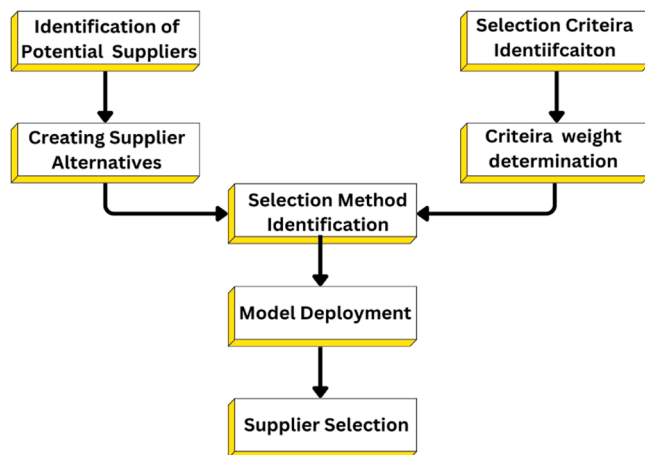 Identification of
Potential Suppliers
Selection Criteira
Identiifcaiton
Creating Supplier
Alternatives
Criteira weight
determination
Selection Method
Identification
Model Deployment
Supplier Selection